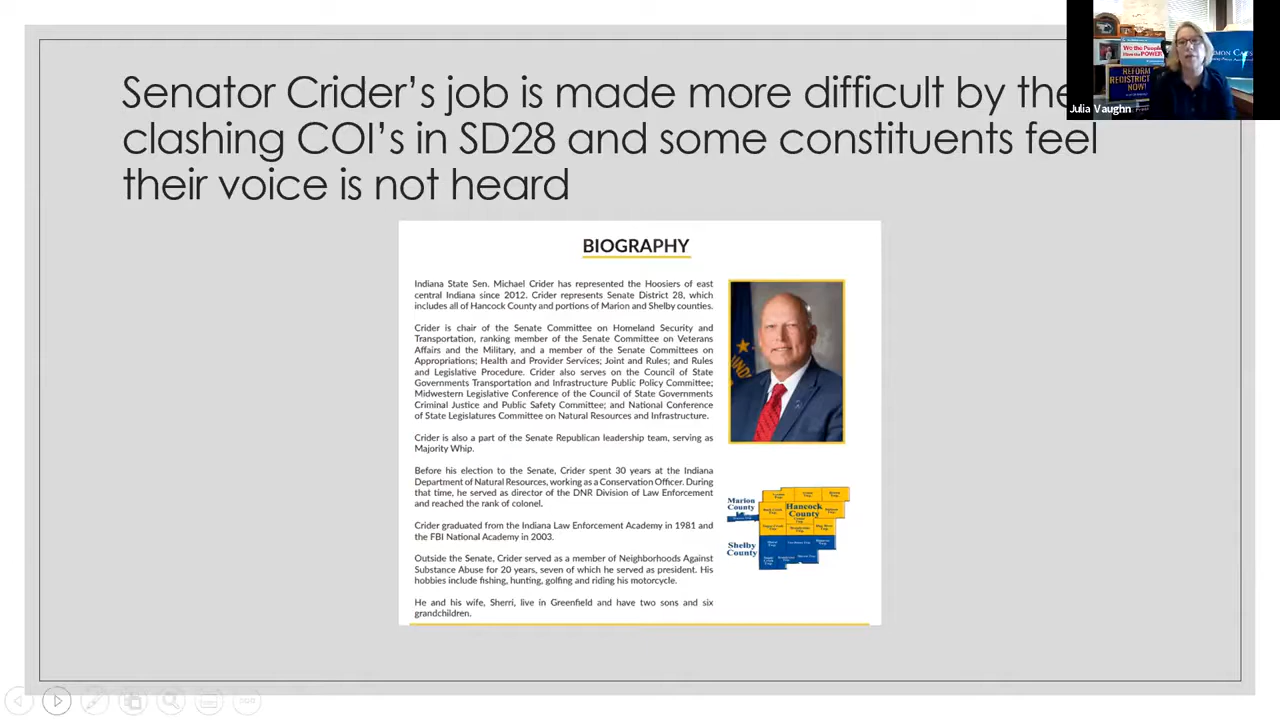 Senator Crider's job is made more difficult by the
clashing COI's in SD28 and some constituents feel
their voice is not heard
We the People
Have the POWER
REFORM
REDISTRICTING
NOW!
Julia Vaughn
BIOGRAPHY
Indiana State Sen. Michael Crider has represented the Hoosiers of east
central Indiana since 2012. Crider represents Senate District 28, which
includes all of Hancock County and portions of Marion and Shelby counties.
Crider is chair of the Senate Committee on Homeland Security and
Transportation, ranking member of the Senate Committee on Veterans
Affairs and the Military, and a member of the Senate Committees on
Appropriations; Health and Provider Services; Joint and Rules; and Rules
and Legislative Procedure. Crider also serves on the Council of State
Governments Transportation and Infrastructure Public Policy Committee;
Midwestern Legislative Conference of the Council of State Governments
Criminal Justice and Public Safety Committee; and National Conference
of State Legislatures Committee on Natural Resources and Infrastructure.
Crider is also a part of the Senate Republican leadership team, serving as
Majority Whip.
Before his election to the Senate, Crider spent 30 years at the Indiana
Department of Natural Resources, working as a Conservation Officer. During
that time, he served as director of the DNR Division of Law Enforcement
and reached the rank of colonel.
Crider graduated from the Indiana Law Enforcement Academy in 1981 and
the FBI National Academy in 2003.
Outside the Senate, Crider served as a member of Neighborhoods Against
Substance Abuse for 20 years, seven of which he served as president. His
hobbies include fishing, hunting, golfing and riding his motorcycle.
He and his wife, Sherri, live in Greenfield and have two sons and six
grandchildren.
Marion
County
Hancock
County
Shelby
County